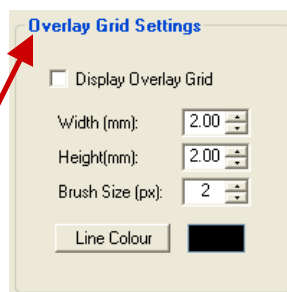 Overlay Grid Settings
Display Overlay Grid
Width (mm): 2.00
Height(mm): 2.00
Brush Size (px): 2
Line Colour